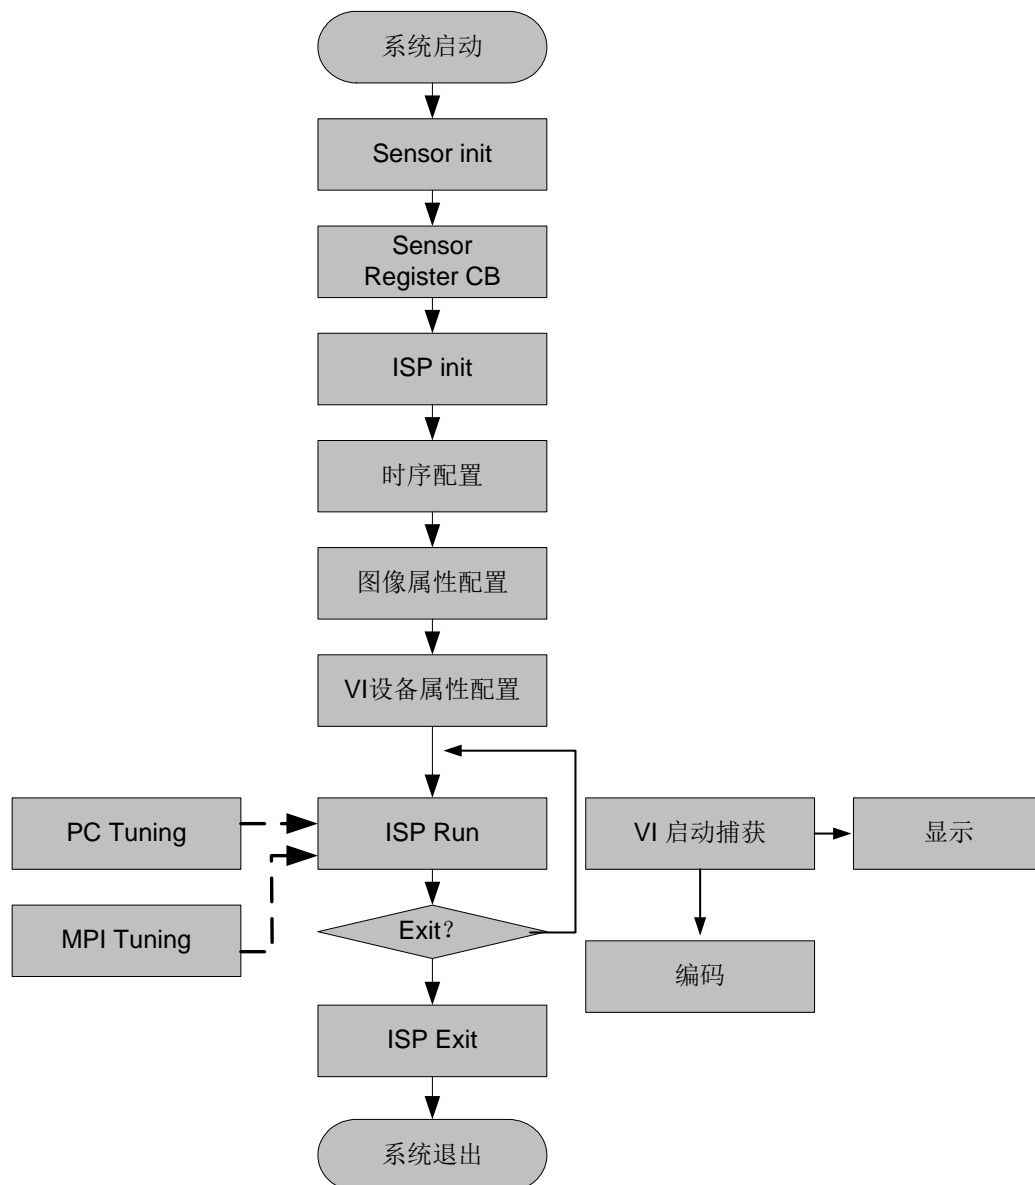 系统启动
Sensor init
Sensor
Register CB
ISP init
时序配置
图像属性配置
VI设备属性配置
PC Tuning
ISP Run
VI 启动捕获
显示
MPI Tuning
Exit？
编码
ISP Exit
系统退出